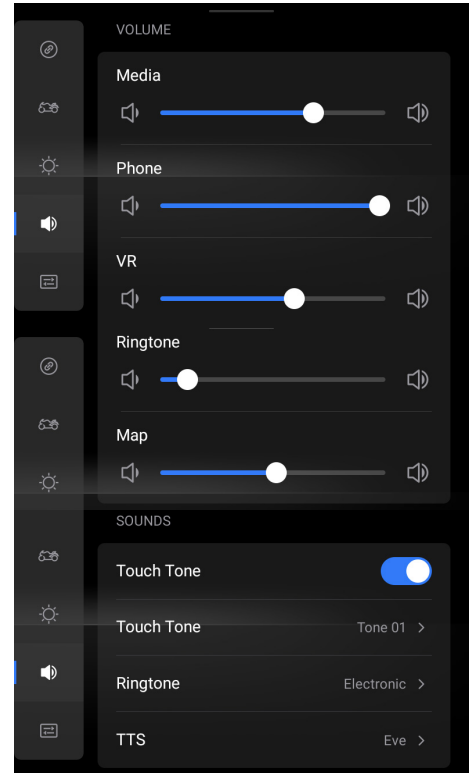 VOLUME
Media
Phone
VR
Ringtone
Map
SOUNDS
Touch Tone
Touch Tone Tone 01
Ringtone Electronic
TTS Eve